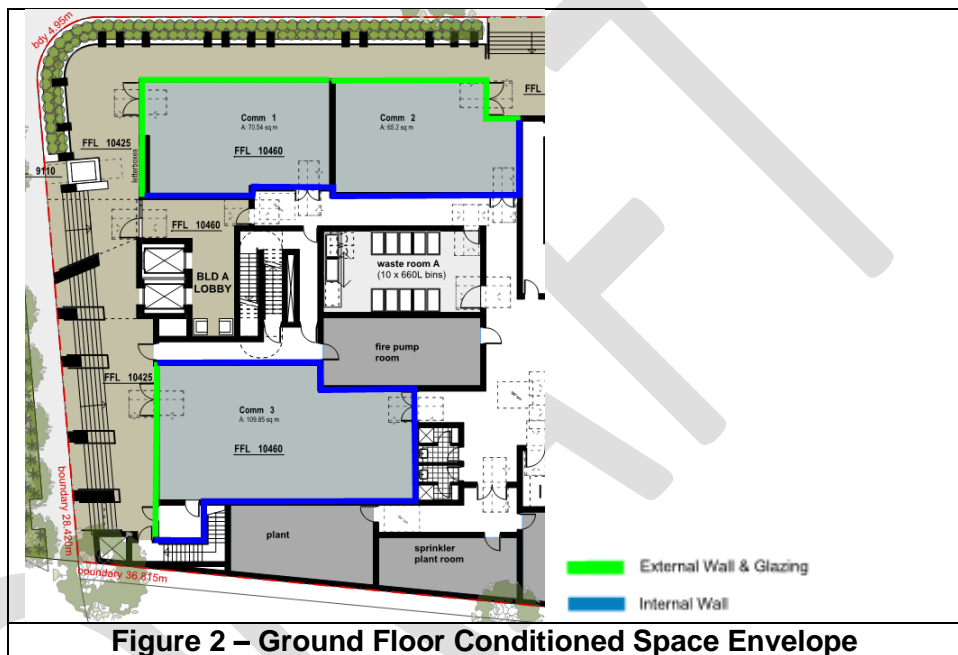 bdy 4.95m
FFL
Comm 1
A: 70.54 sq m
FFL 10460
Comm 2
A: 65.2 sq m
FFL 10425
9110
letterboxes
FFL 10460
BLD A
LOBBY
waste room A
(10 x 660L bins)
fire pump
room
FFL 10425
Comm 3
A: 109.85 sq m
FFL 10460
boundary 28.420m
plant
sprinkler
plant room
boundary 36.815m
External Wall & Glazing
Internal Wall
Figure 2 – Ground Floor Conditioned Space Envelope